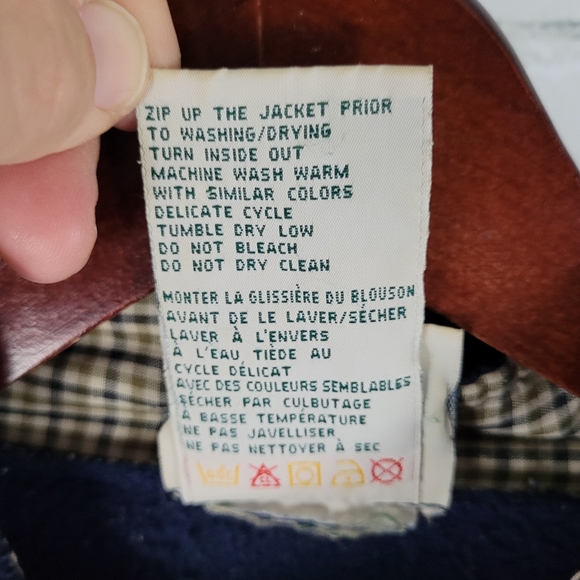 ZIP UP THE JACKET PRIOR
TO WASHING/DRYING
TURN INSIDE OUT
MACHINE WASH WARM
WITH SIMILAR COLORS
DELICATE CYCLE
TUMBLE DRY LOW
DO NOT BLEACH
DO NOT DRY CLEAN
MONTER LA GLISSIÈRE DU BLOUSON
AVANT DE LE LAVER/SÉCHER
LAVER À L'ENVERS
À L'EAU TIÈDE AU
CYCLE DÉLICAT
AVEC DES COULEURS SEMBLABLES
SÉCHER PAR CULBUTAGE
À BASSE TEMPÉRATURE
NE PAS JAVELLISER
NE PAS NETTOYER À SEC